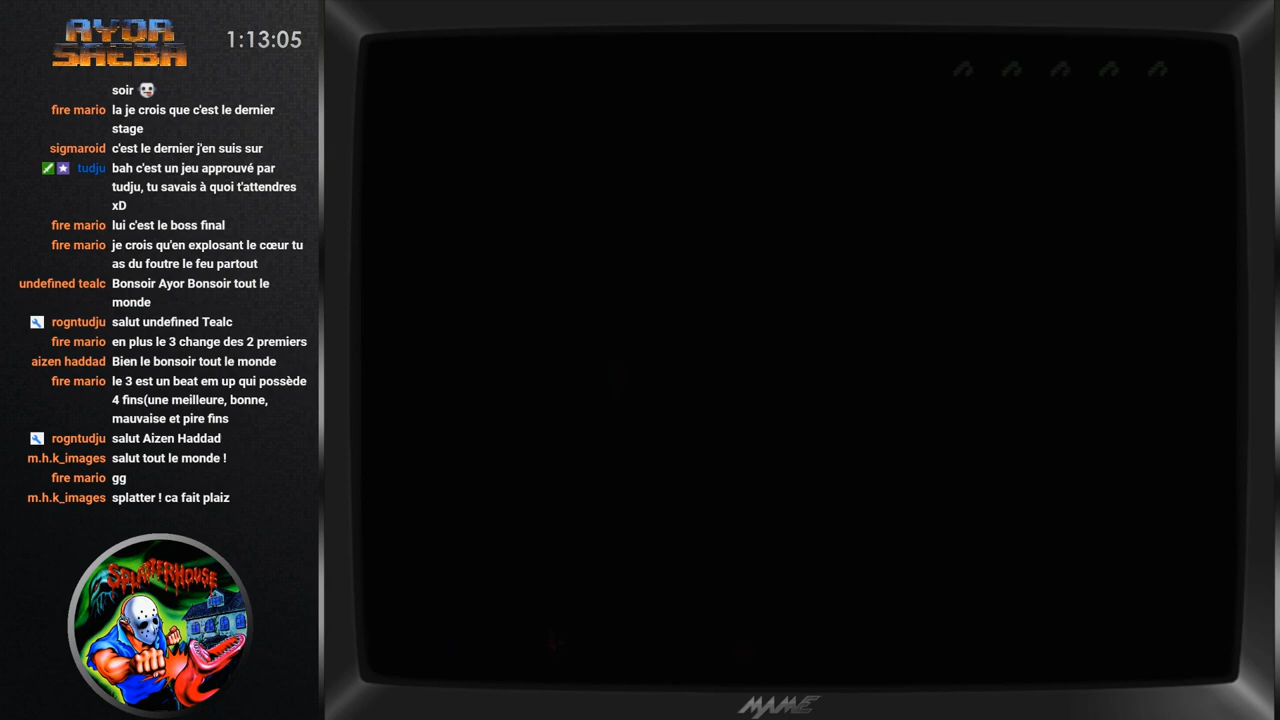 AYOR
SAEBA
1:13:05
soir
fire mario la je crois que c'est le dernier
stage
sigmaroid c'est le dernier j'en suis sur
tudju bah c'est un jeu approuvé par
tudju, tu savais à quoi t'attendres
xD
fire mario lui c'est le boss final
fire mario je crois qu'en explosant le cœur tu
as du foutre le feu partout
undefined tealc Bonsoir Ayor Bonsoir tout le
monde
rogntudju salut undefined Tealc
fire mario en plus le 3 change des 2 premiers
aizen haddad Bien le bonsoir tout le monde
fire mario le 3 est un beat em up qui possède
4 fins(une meilleure, bonne,
mauvaise et pire fins
rogntudju salut Aizen Haddad
m.h.k_images salut tout le monde !
fire mario gg
m.h.k_images splatter ! ca fait plaiz
SPLATTERHOUSE
MAME